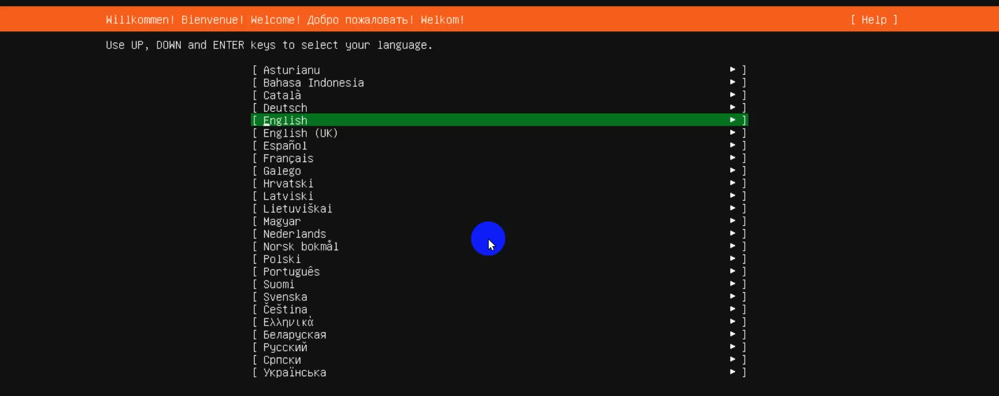 Willkommen! Bienvenue! Welcome! Добро пожаловать! Welkom! [ Help ]
Use UP, DOWN and ENTER keys to select your language.
[ Asturianu ► ]
[ Bahasa Indonesia ► ]
[ Català ► ]
[ Deutsch ► ]
[ English ► ]
[ English (UK) ► ]
[ Español ► ]
[ Français ► ]
[ Galego ► ]
[ Hrvatski ► ]
[ Latviski ► ]
[ Lietuviškai ► ]
[ Magyar ► ]
[ Nederlands ► ]
[ Norsk bokmål ► ]
[ Polski ► ]
[ Português ► ]
[ Suomi ► ]
[ Svenska ► ]
[ Čeština ► ]
[ Ελληνικά ► ]
[ Беларуская ► ]
[ Русский ► ]
[ Српски ► ]
[ Українська ► ]